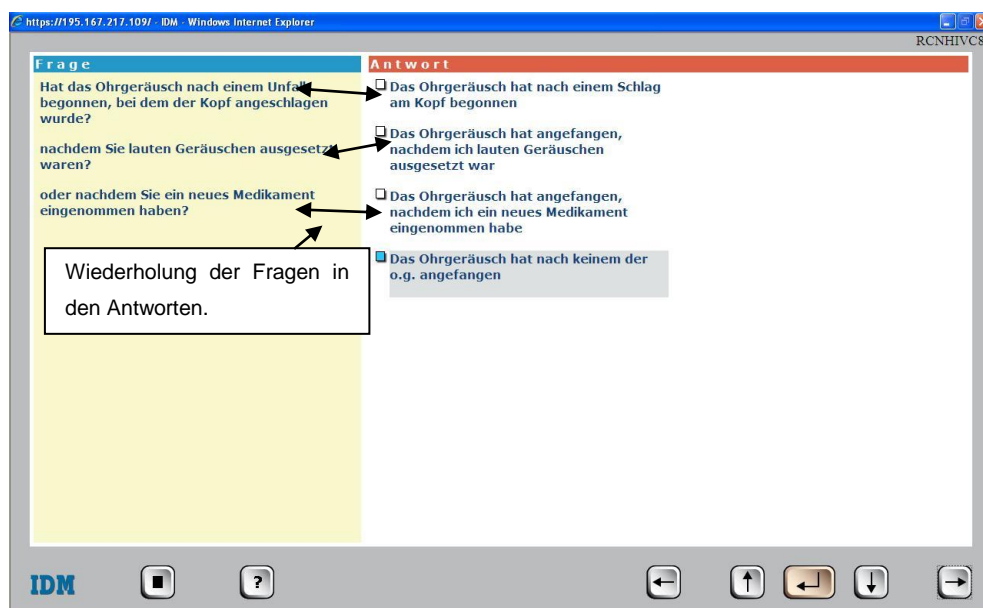 https://195.167.217.109/ - IDM - Windows Internet Explorer
RCNHIVC8
Frage
Hat das Ohrgeräusch nach einem Unfall
begonnen, bei dem der Kopf angeschlagen
wurde?
nachdem Sie lauten Geräuschen ausgesetzt
waren?
oder nachdem Sie ein neues Medikament
eingenommen haben?
Wiederholung der Fragen in
den Antworten.
Antwort
Das Ohrgeräusch hat nach einem Schlag
am Kopf begonnen
Das Ohrgeräusch hat angefangen,
nachdem ich lauten Geräuschen
ausgesetzt war
Das Ohrgeräusch hat angefangen,
nachdem ich ein neues Medikament
eingenommen habe
Das Ohrgeräusch hat nach keinem der
o.g. angefangen
IDM
?